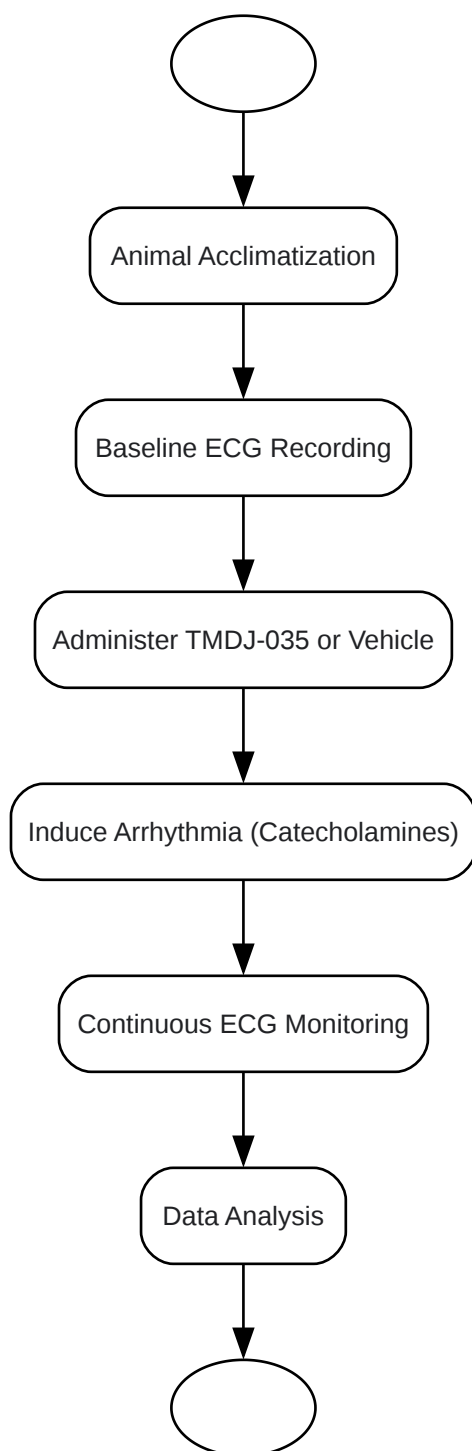 Animal Acclimatization
Baseline ECG Recording
Administer TMDJ-035 or Vehicle
Induce Arrhythmia (Catecholamines)
Continuous ECG Monitoring
Data Analysis